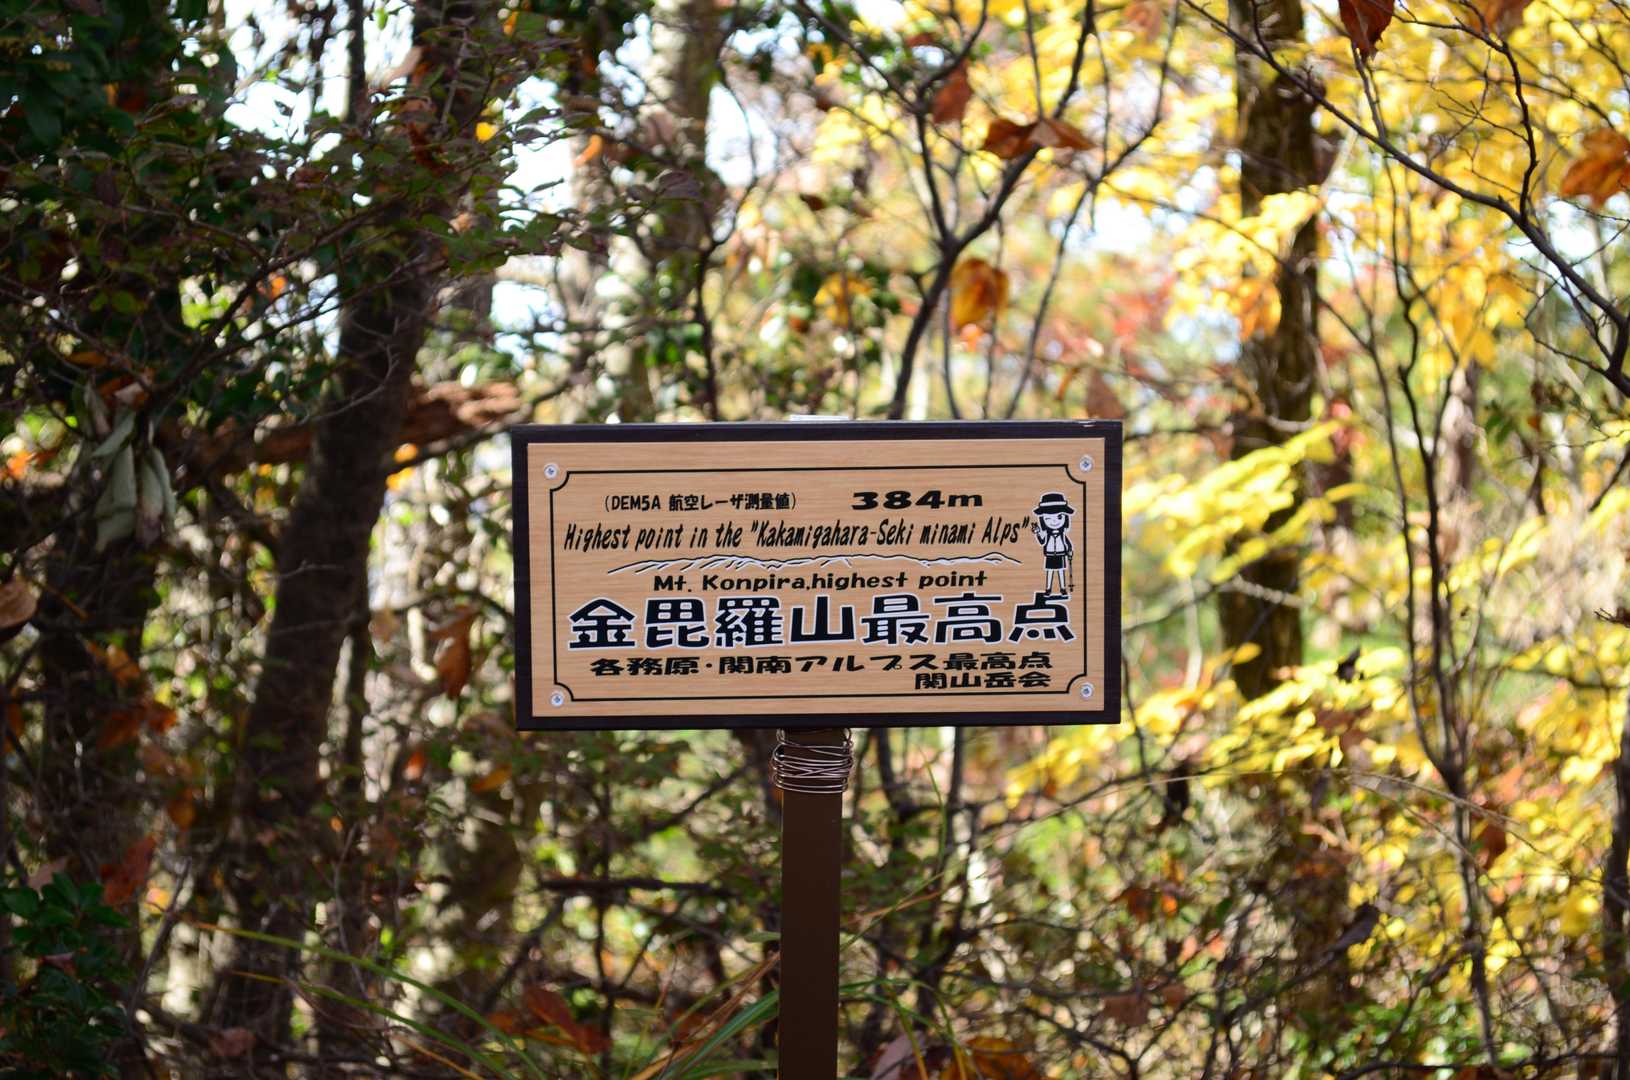 (DEM5A 航空レーザ測量値) 384m
Highest point in the "Kakamigahara-Seki minami Alps"
Mt. Konpira,highest point
金毘羅山最高点
各務原・関南アルプス最高点
関山岳会